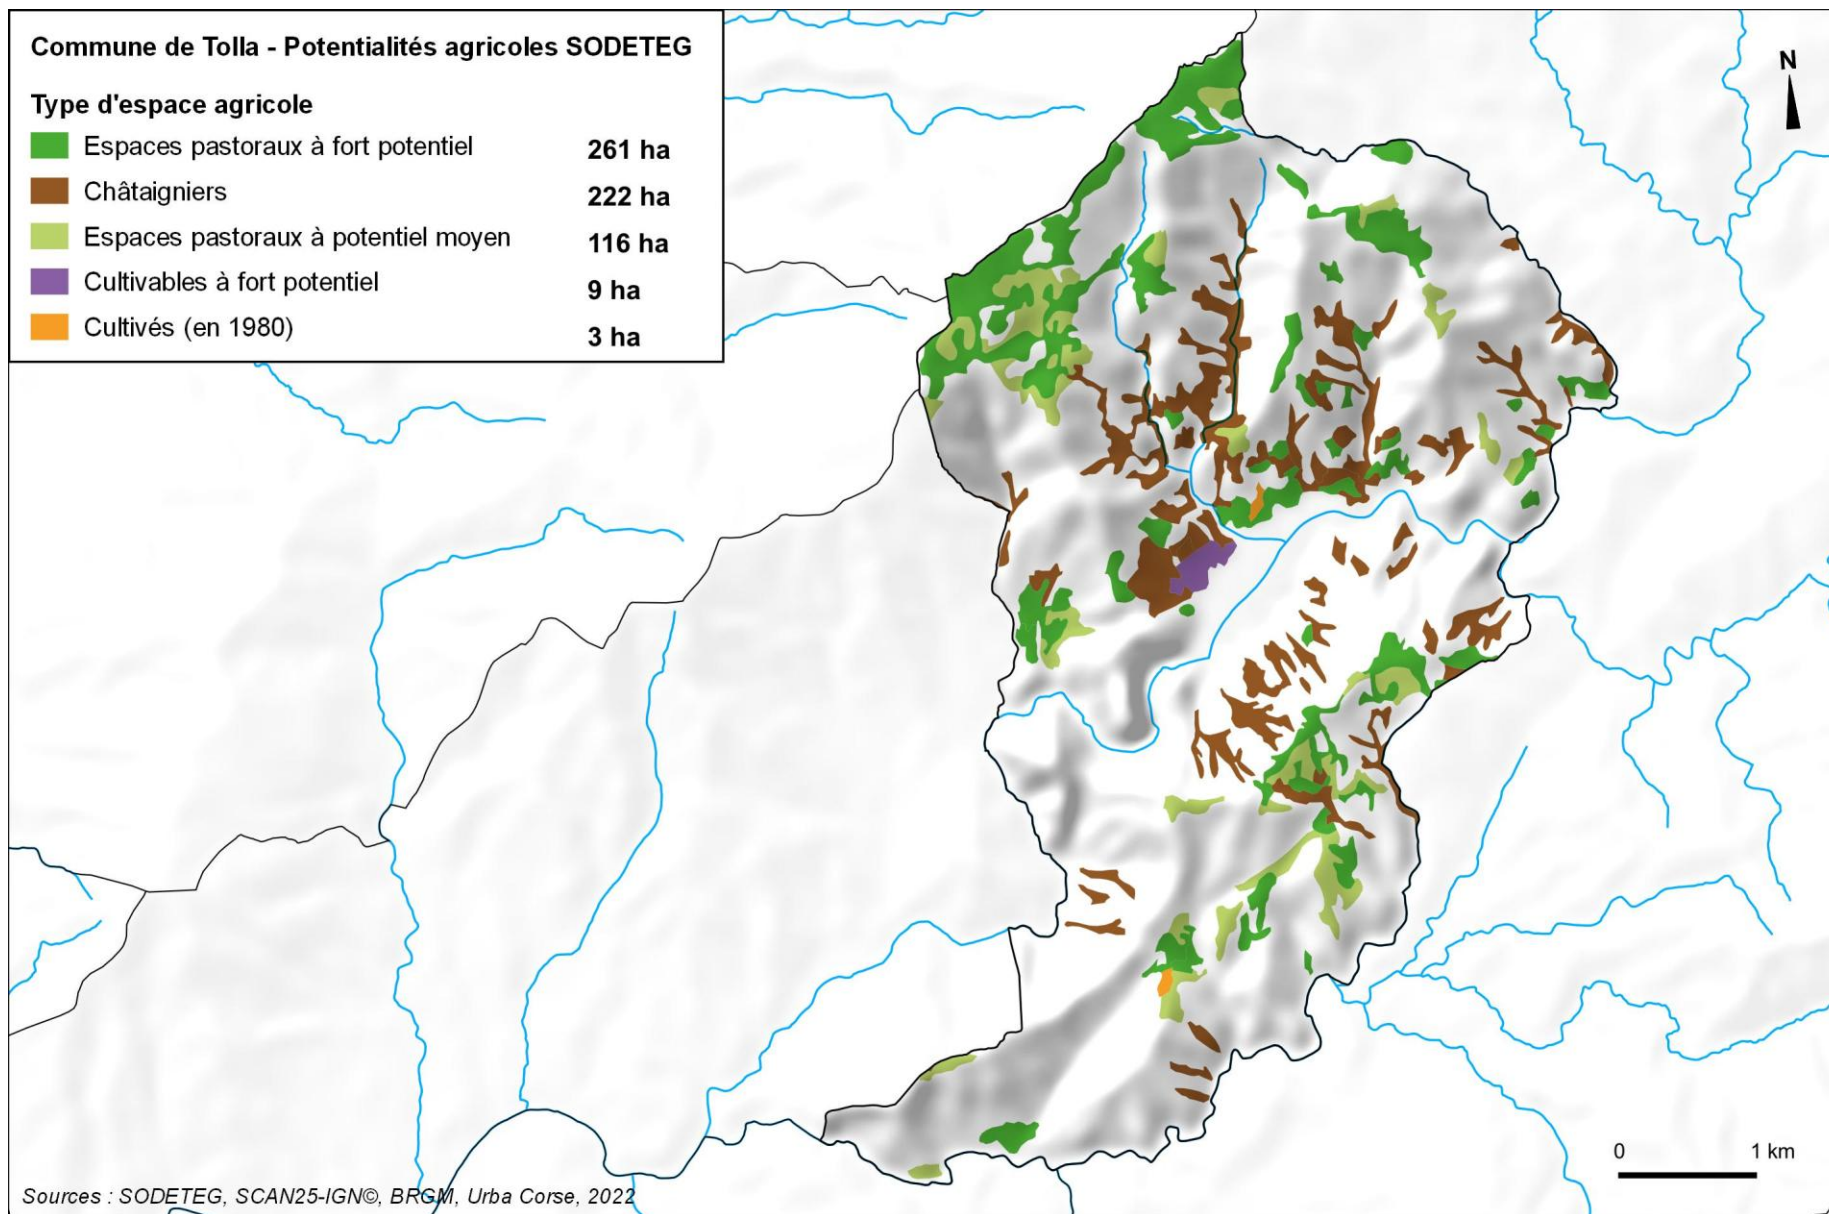 Commune de Tolla - Potentialités agricoles SODETEG
Type d'espace agricole
Espaces pastoraux à fort potentiel 261 ha
Châtaigniers 222 ha
Espaces pastoraux à potentiel moyen 116 ha
Cultivables à fort potentiel 9 ha
Cultivés (en 1980) 3 ha
N
0 1 km
Sources : SODETEG, SCAN25-IGN©, BRGM, Urba Corse, 2022